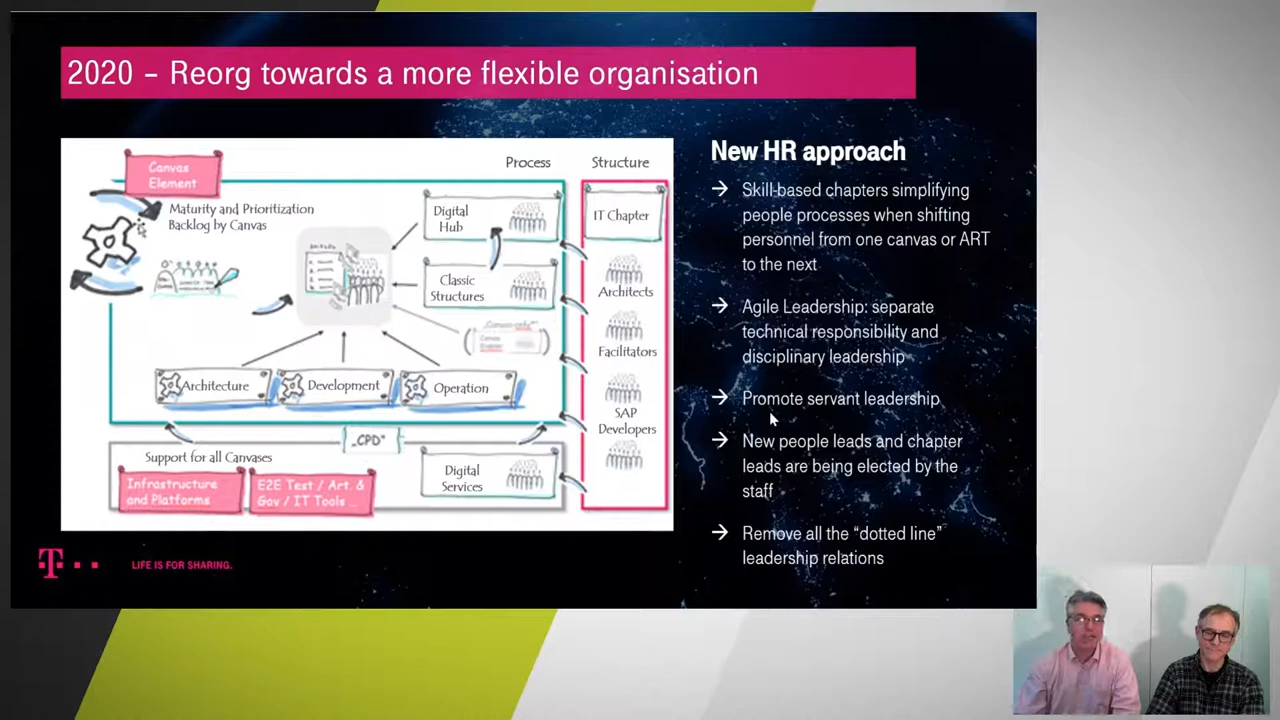 2020 – Reorg towards a more flexible organisation
Canvas
Element
Process
Structure
Maturity and Prioritization
Backlog by Canvas
Digital
Hub
IT Chapter
Classic
Structures
Architects
Facilitators
Architecture
Development
Operation
SAP
Developers
„CPD“
Support for all Canvases
Infrastructure
and Platforms
E2E Test / Art. &
Gov / IT Tools ...
Digital
Services
New HR approach
→ Skill-based chapters simplifying
people processes when shifting
personnel from one canvas or ART
to the next
→ Agile Leadership: separate
technical responsibility and
disciplinary leadership
→ Promote servant leadership
→ New people leads and chapter
leads are being elected by the
staff
→ Remove all the “dotted line”
leadership relations
T
LIFE IS FOR SHARING.